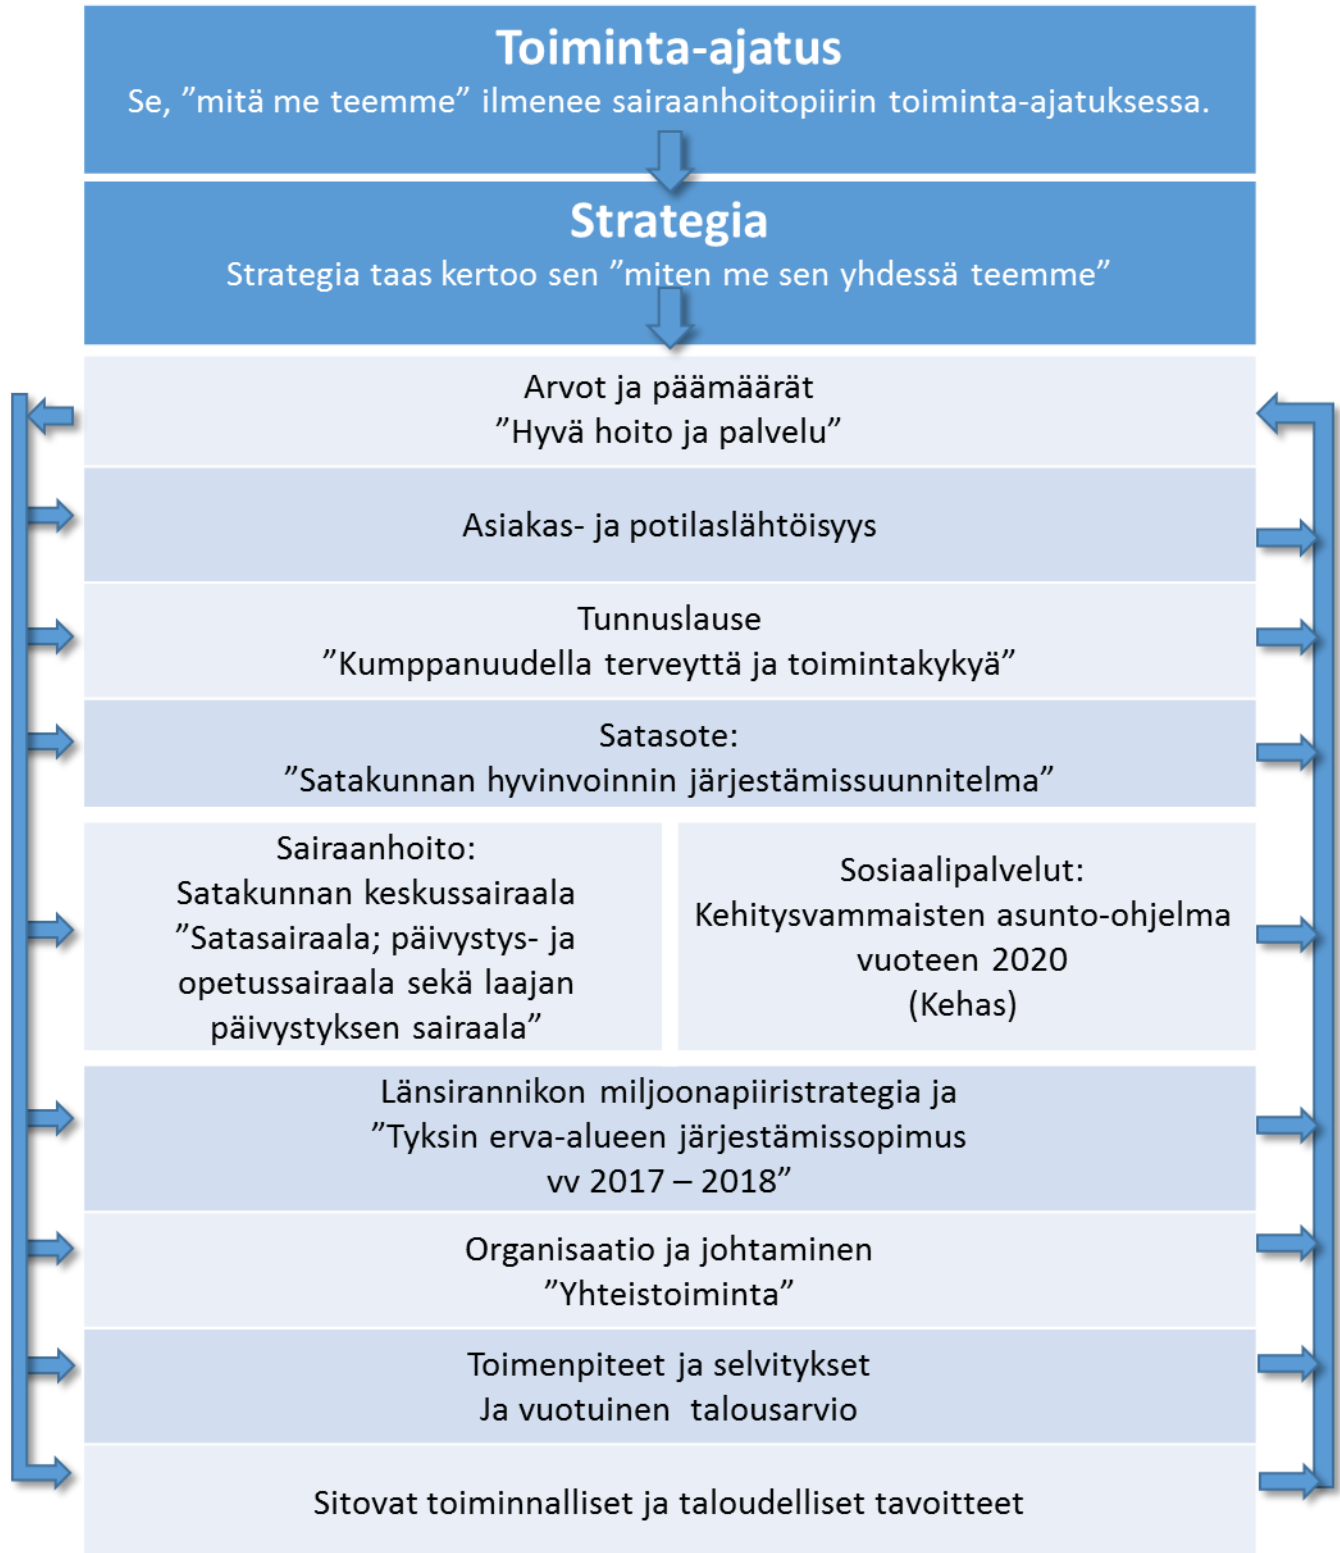 Toiminta-ajatus
Se, ”mitä me teemme” ilmenee sairaanhoitopiirin toiminta-ajatuksessa.
Strategia
Strategia taas kertoo sen ”miten me sen yhdessä teemme”
Arvot ja päämäärät
”Hyvä hoito ja palvelu”
Asiakas- ja potilaslähtöisyys
Tunnuslause
”Kumppanuudella terveyttä ja toimintakykyä”
Satasote:
”Satakunnan hyvinvoinnin järjestämissuunnitelma”
Sairaanhoito:
Satakunnan keskussairaala
”Satasairaala; päivystys- ja
opetussairaala sekä laajan
päivystyksen sairaala”
Sosiaalipalvelut:
Kehitysvammaisten asunto-ohjelma
vuoteen 2020
(Kehas)
Länsirannikon miljoonapiiristrategia ja
”Tyksin erva-alueen järjestämissopimus
vv 2017 – 2018”
Organisaatio ja johtaminen
”Yhteistoiminta”
Toimenpiteet ja selvitykset
Ja vuotuinen talousarvio
Sitovat toiminnalliset ja taloudelliset tavoitteet